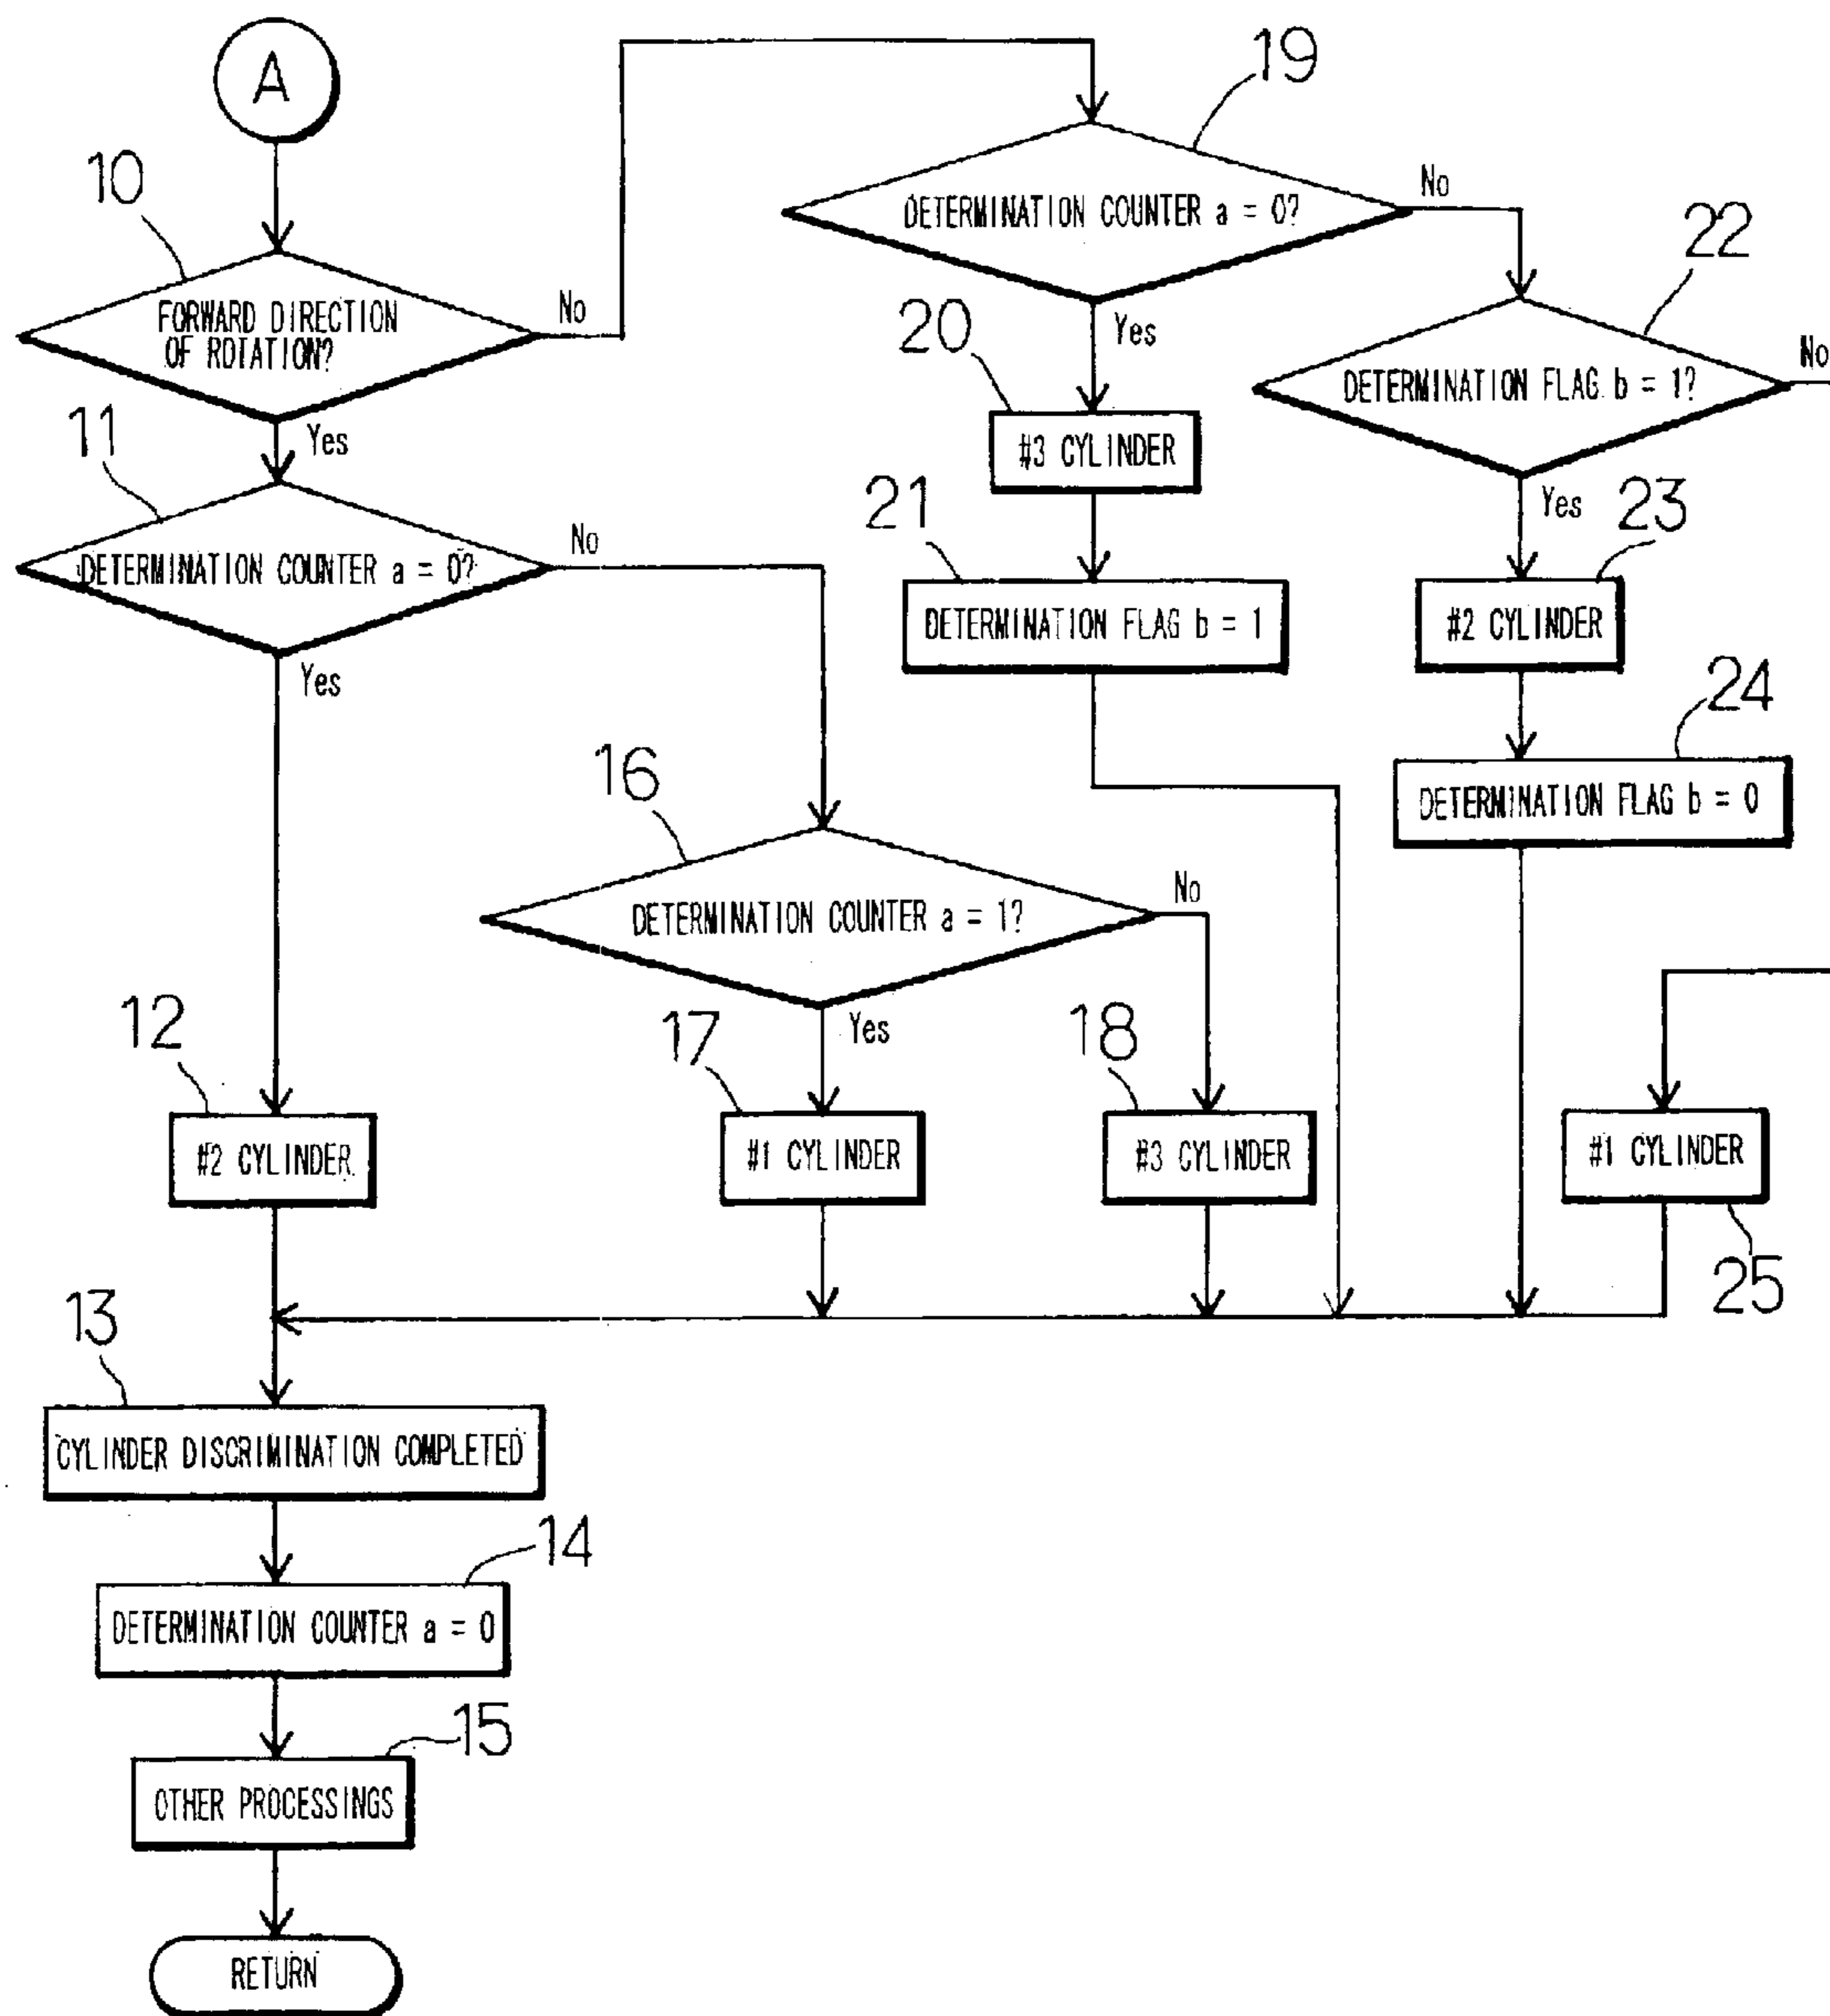 A
10
FORWARD DIRECTION
OF ROTATION?
No
Yes
11
DETERMINATION COUNTER a = 0?
No
Yes
12
#2 CYLINDER
13
CYLINDER DISCRIMINATION COMPLETED
14
DETERMINATION COUNTER a = 0
15
OTHER PROCESSINGS
RETURN
16
DETERMINATION COUNTER a = 1?
No
Yes
17
#1 CYLINDER
18
#3 CYLINDER
19
DETERMINATION COUNTER a = 0?
No
Yes
20
#3 CYLINDER
21
DETERMINATION FLAG b = 1
22
DETERMINATION FLAG b = 1?
No
Yes
23
#2 CYLINDER
24
DETERMINATION FLAG b = 0
#1 CYLINDER
25